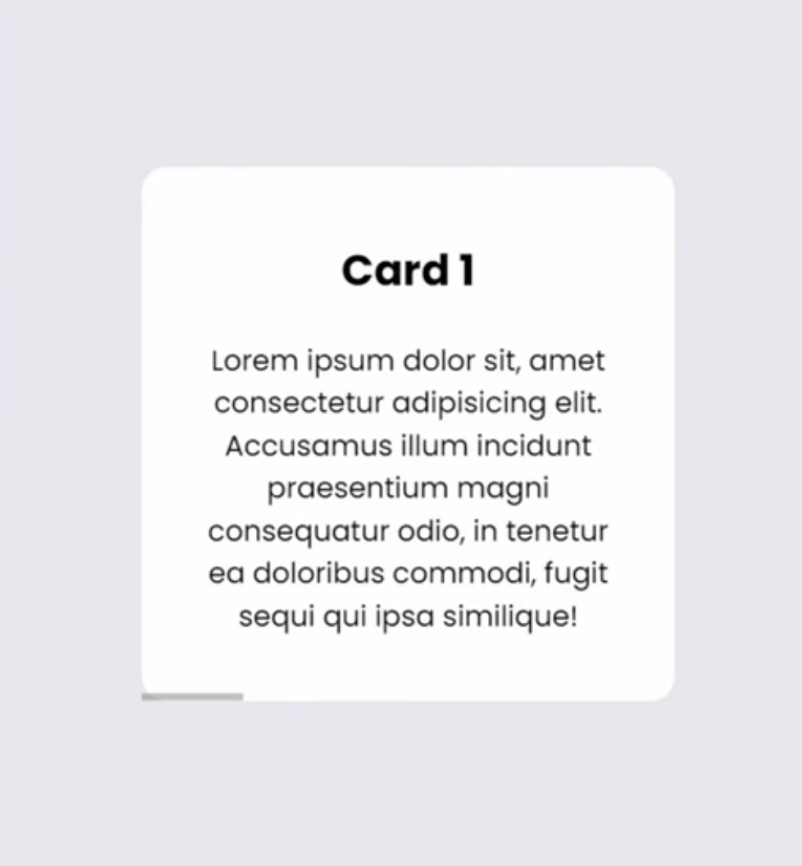 Card 1
Lorem ipsum dolor sit, amet
consectetur adipisicing elit.
Accusamus illum incidunt
praesentium magni
consequatur odio, in tenetur
ea doloribus commodi, fugit
sequi qui ipsa similique!